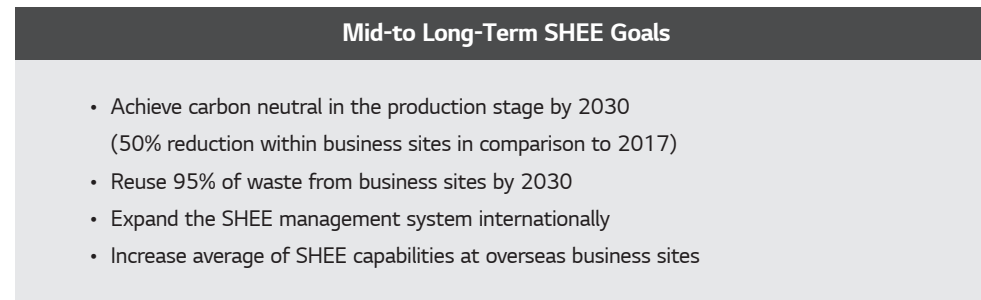 Mid-to Long-Term SHEE Goals
• Achieve carbon neutral in the production stage by 2030
(50% reduction within business sites in comparison to 2017)
• Reuse 95% of waste from business sites by 2030
• Expand the SHEE management system internationally
• Increase average of SHEE capabilities at overseas business sites